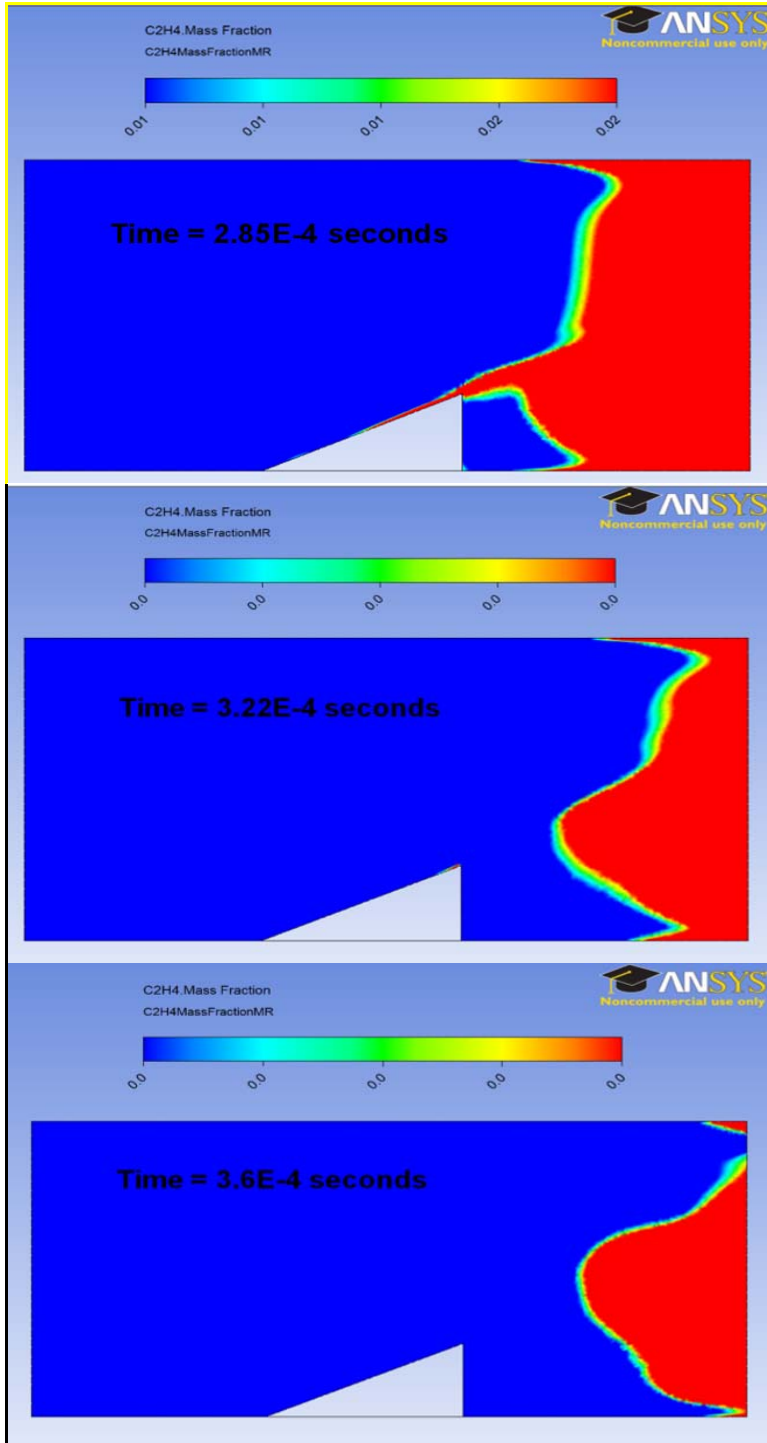 ANSYS
Noncommercial use only
C2H4.Mass Fraction
C2H4MassFractionMR
0.01 0.01 0.01 0.02 0.02
Time = 2.85E-4 seconds
ANSYS
Noncommercial use only
C2H4.Mass Fraction
C2H4MassFractionMR
0.0 0.0 0.0 0.0 0.0
Time = 3.22E-4 seconds
ANSYS
Noncommercial use only
C2H4.Mass Fraction
C2H4MassFractionMR
0.0 0.0 0.0 0.0 0.0
Time = 3.6E-4 seconds